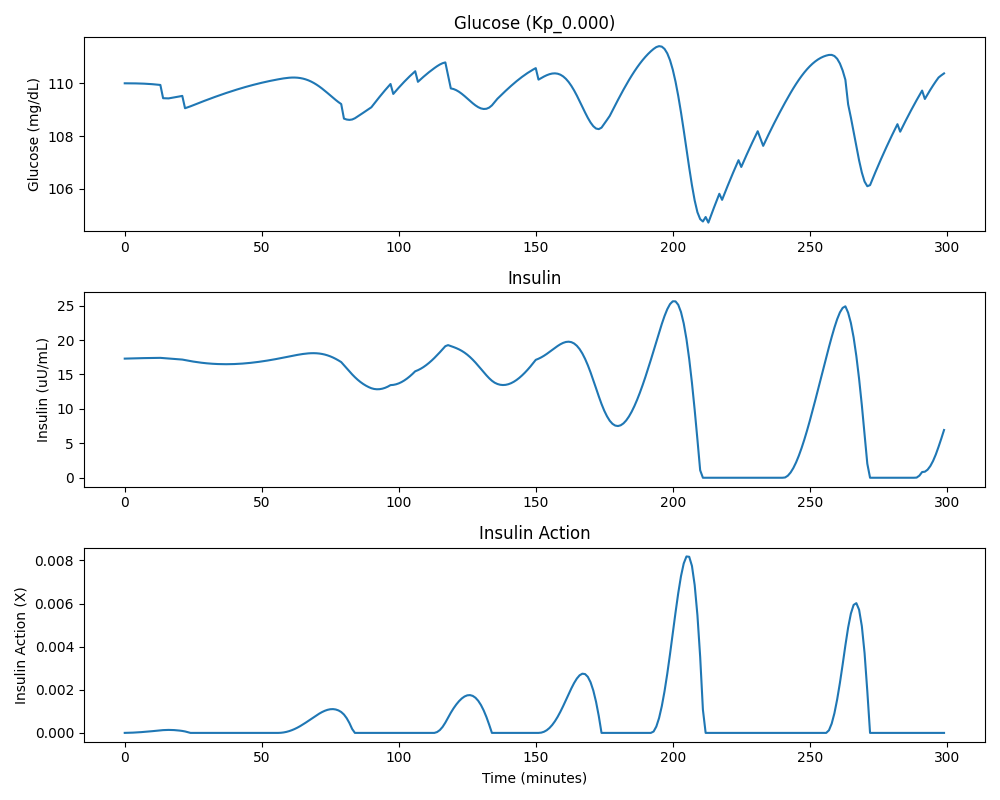 Glucose (Kp_0.000)
Glucose (mg/dL)
110
108
106
0 50 100 150 200 250 300
Insulin
Insulin (uU/mL)
25
20
15
10
5
0
0 50 100 150 200 250 300
Insulin Action
Insulin Action (X)
0.008
0.006
0.004
0.002
0.000
0 50 100 150 200 250 300
Time (minutes)